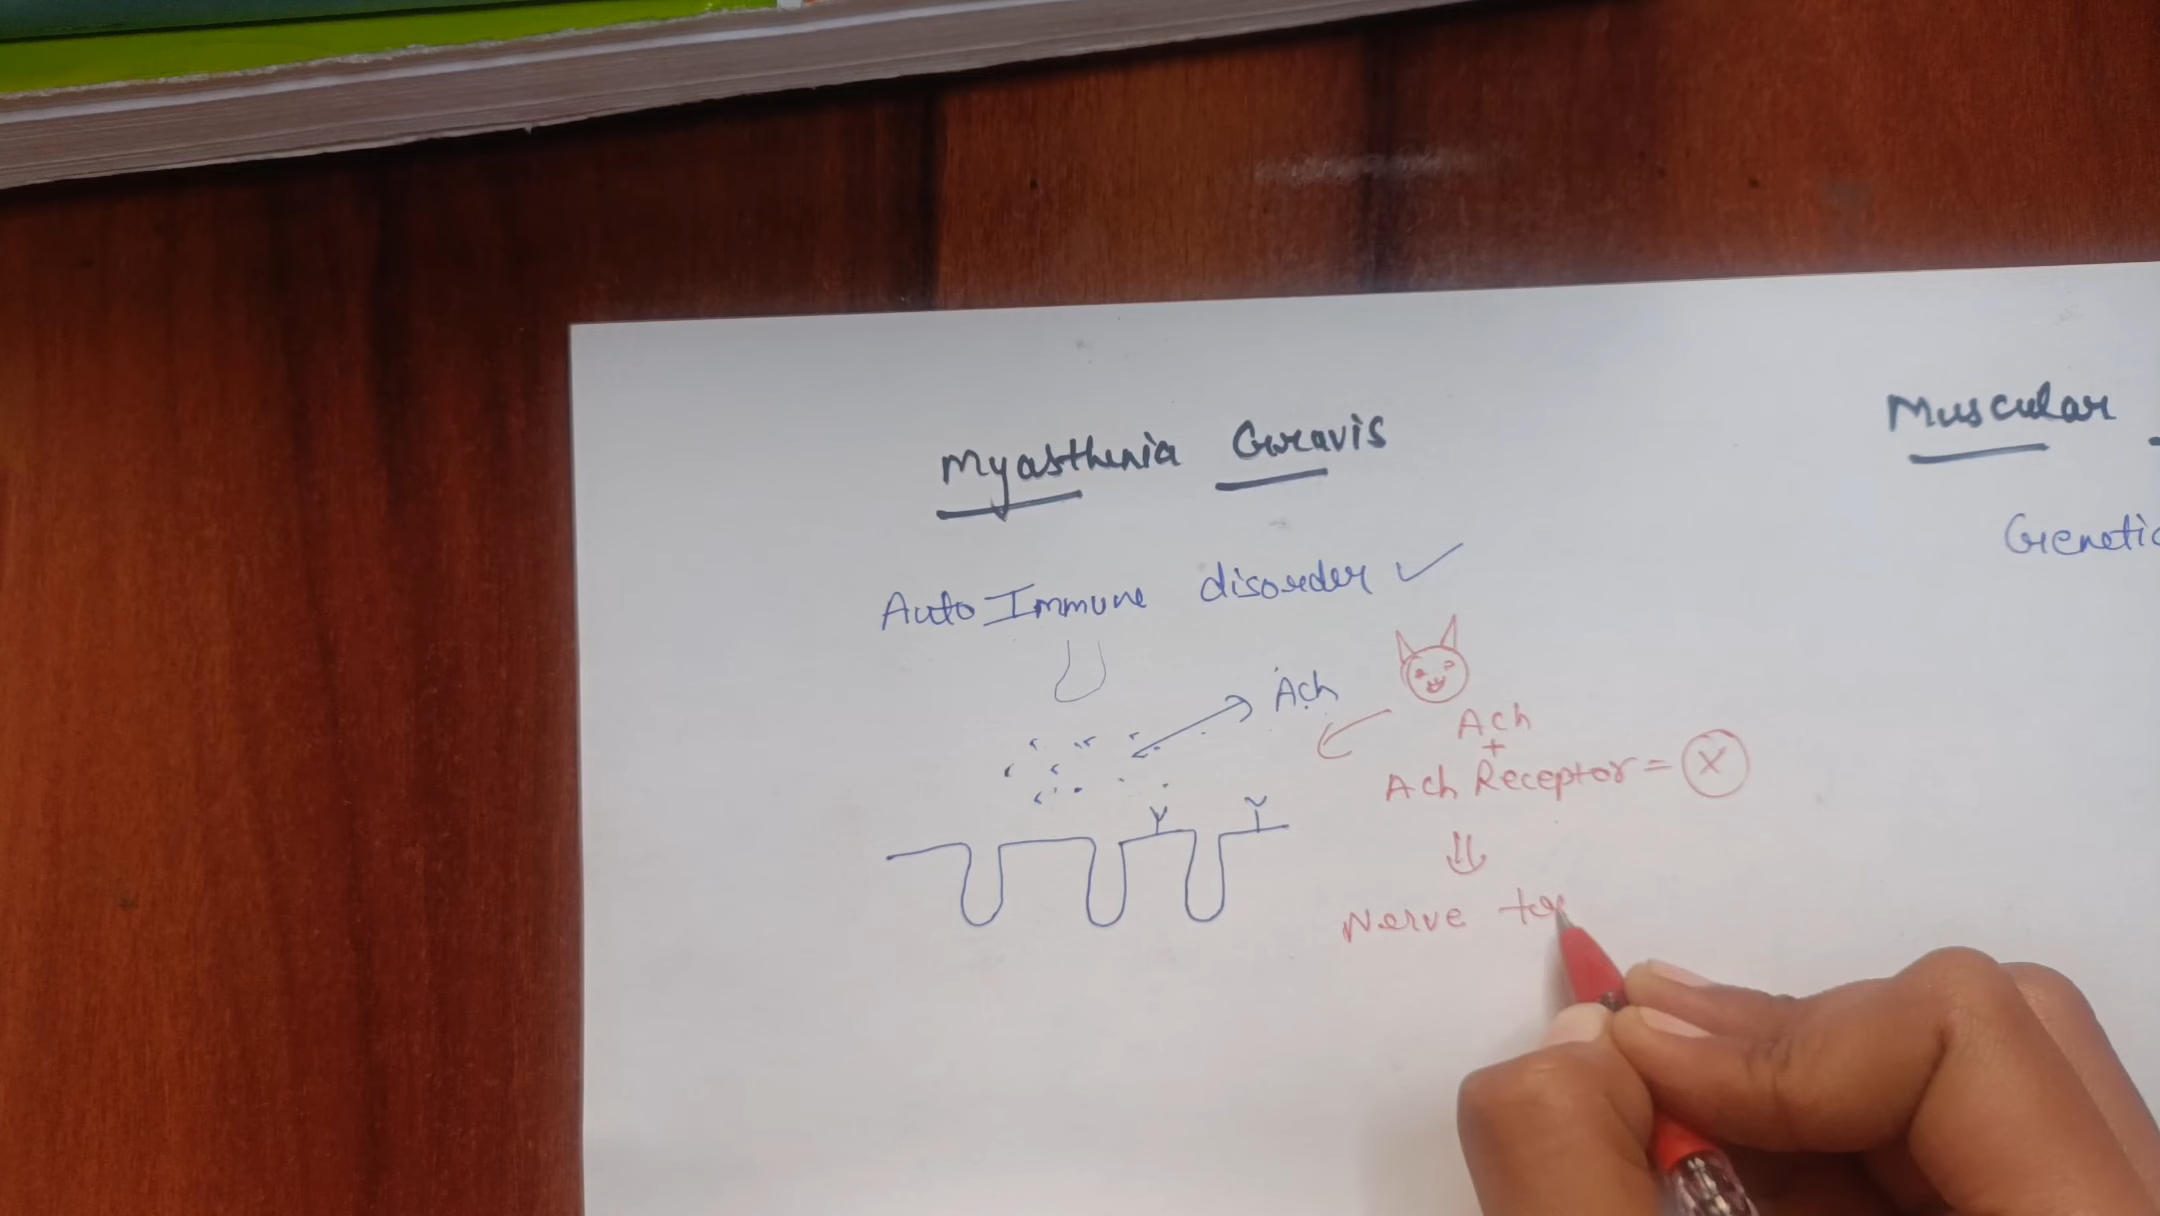 Myasthenia Gravis
Muscular
Auto Immune disorder ✓
Genetic
Ach
Ach
+
Ach Receptor = X
⇓
Nerve